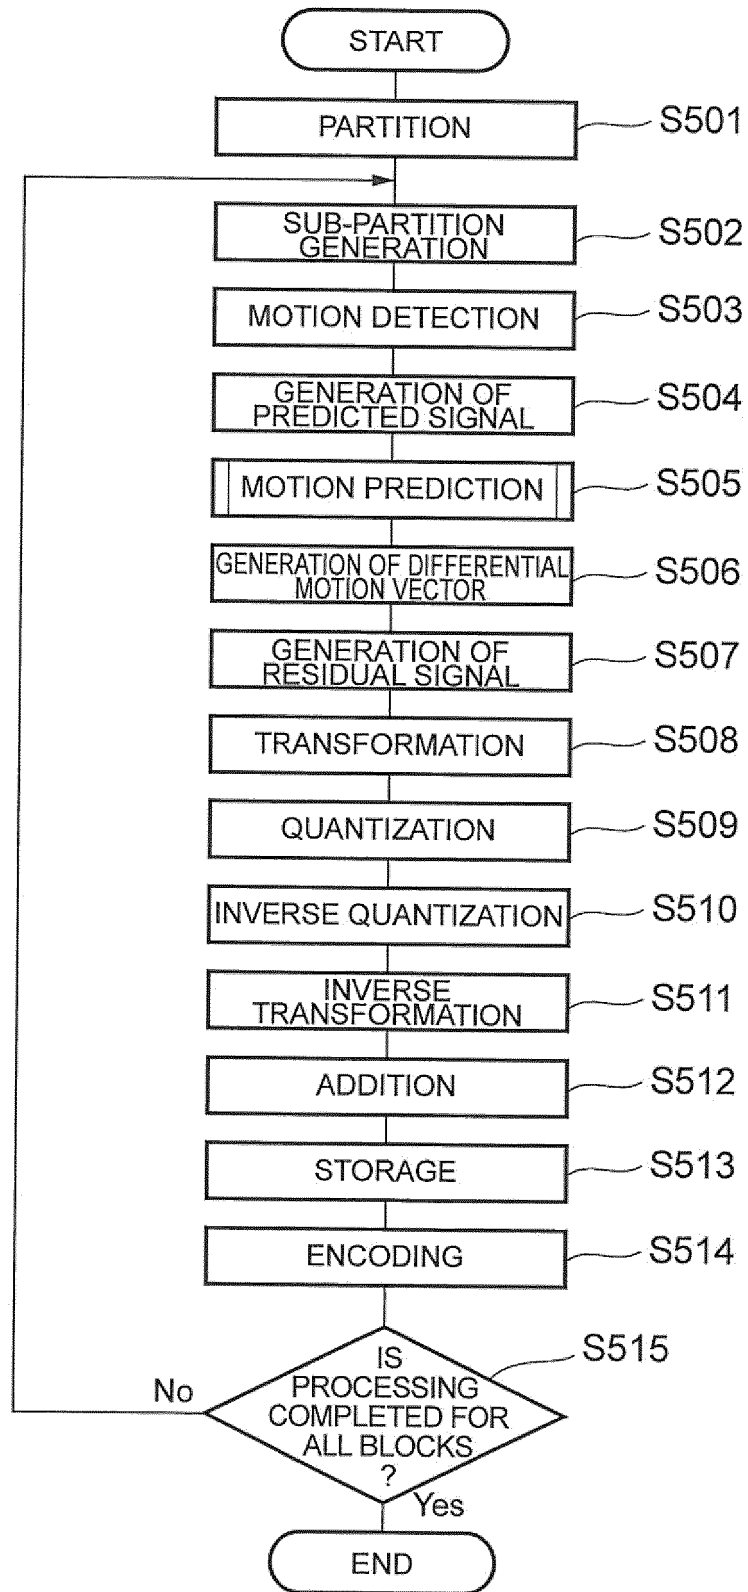 START
PARTITION
S501
SUB-PARTITION
GENERATION
S502
MOTION DETECTION
S503
GENERATION OF
PREDICTED SIGNAL
S504
MOTION PREDICTION
S505
GENERATION OF DIFFERENTIAL
MOTION VECTOR
S506
GENERATION OF
RESIDUAL SIGNAL
S507
TRANSFORMATION
S508
QUANTIZATION
S509
INVERSE QUANTIZATION
S510
INVERSE
TRANSFORMATION
S511
ADDITION
S512
STORAGE
S513
ENCODING
S514
IS
PROCESSING
COMPLETED FOR
ALL BLOCKS
?
S515
No
Yes
END